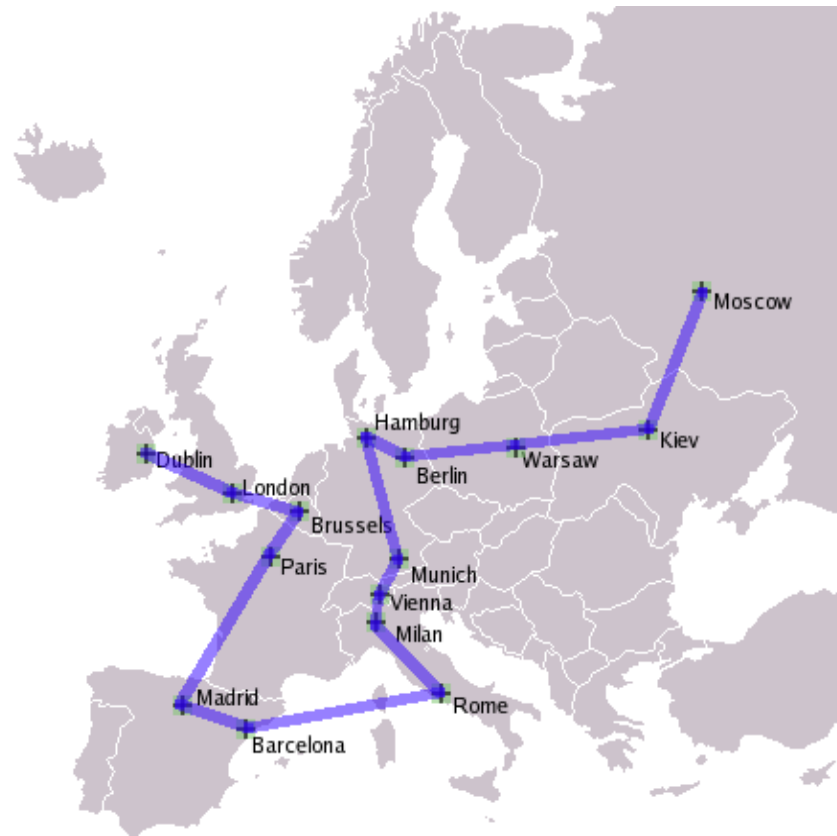 Moscow
Hamburg
Kiev
Dublin
Warsaw
Berlin
London
Brussels
Paris
Munich
Vienna
Milan
Madrid
Rome
Barcelona